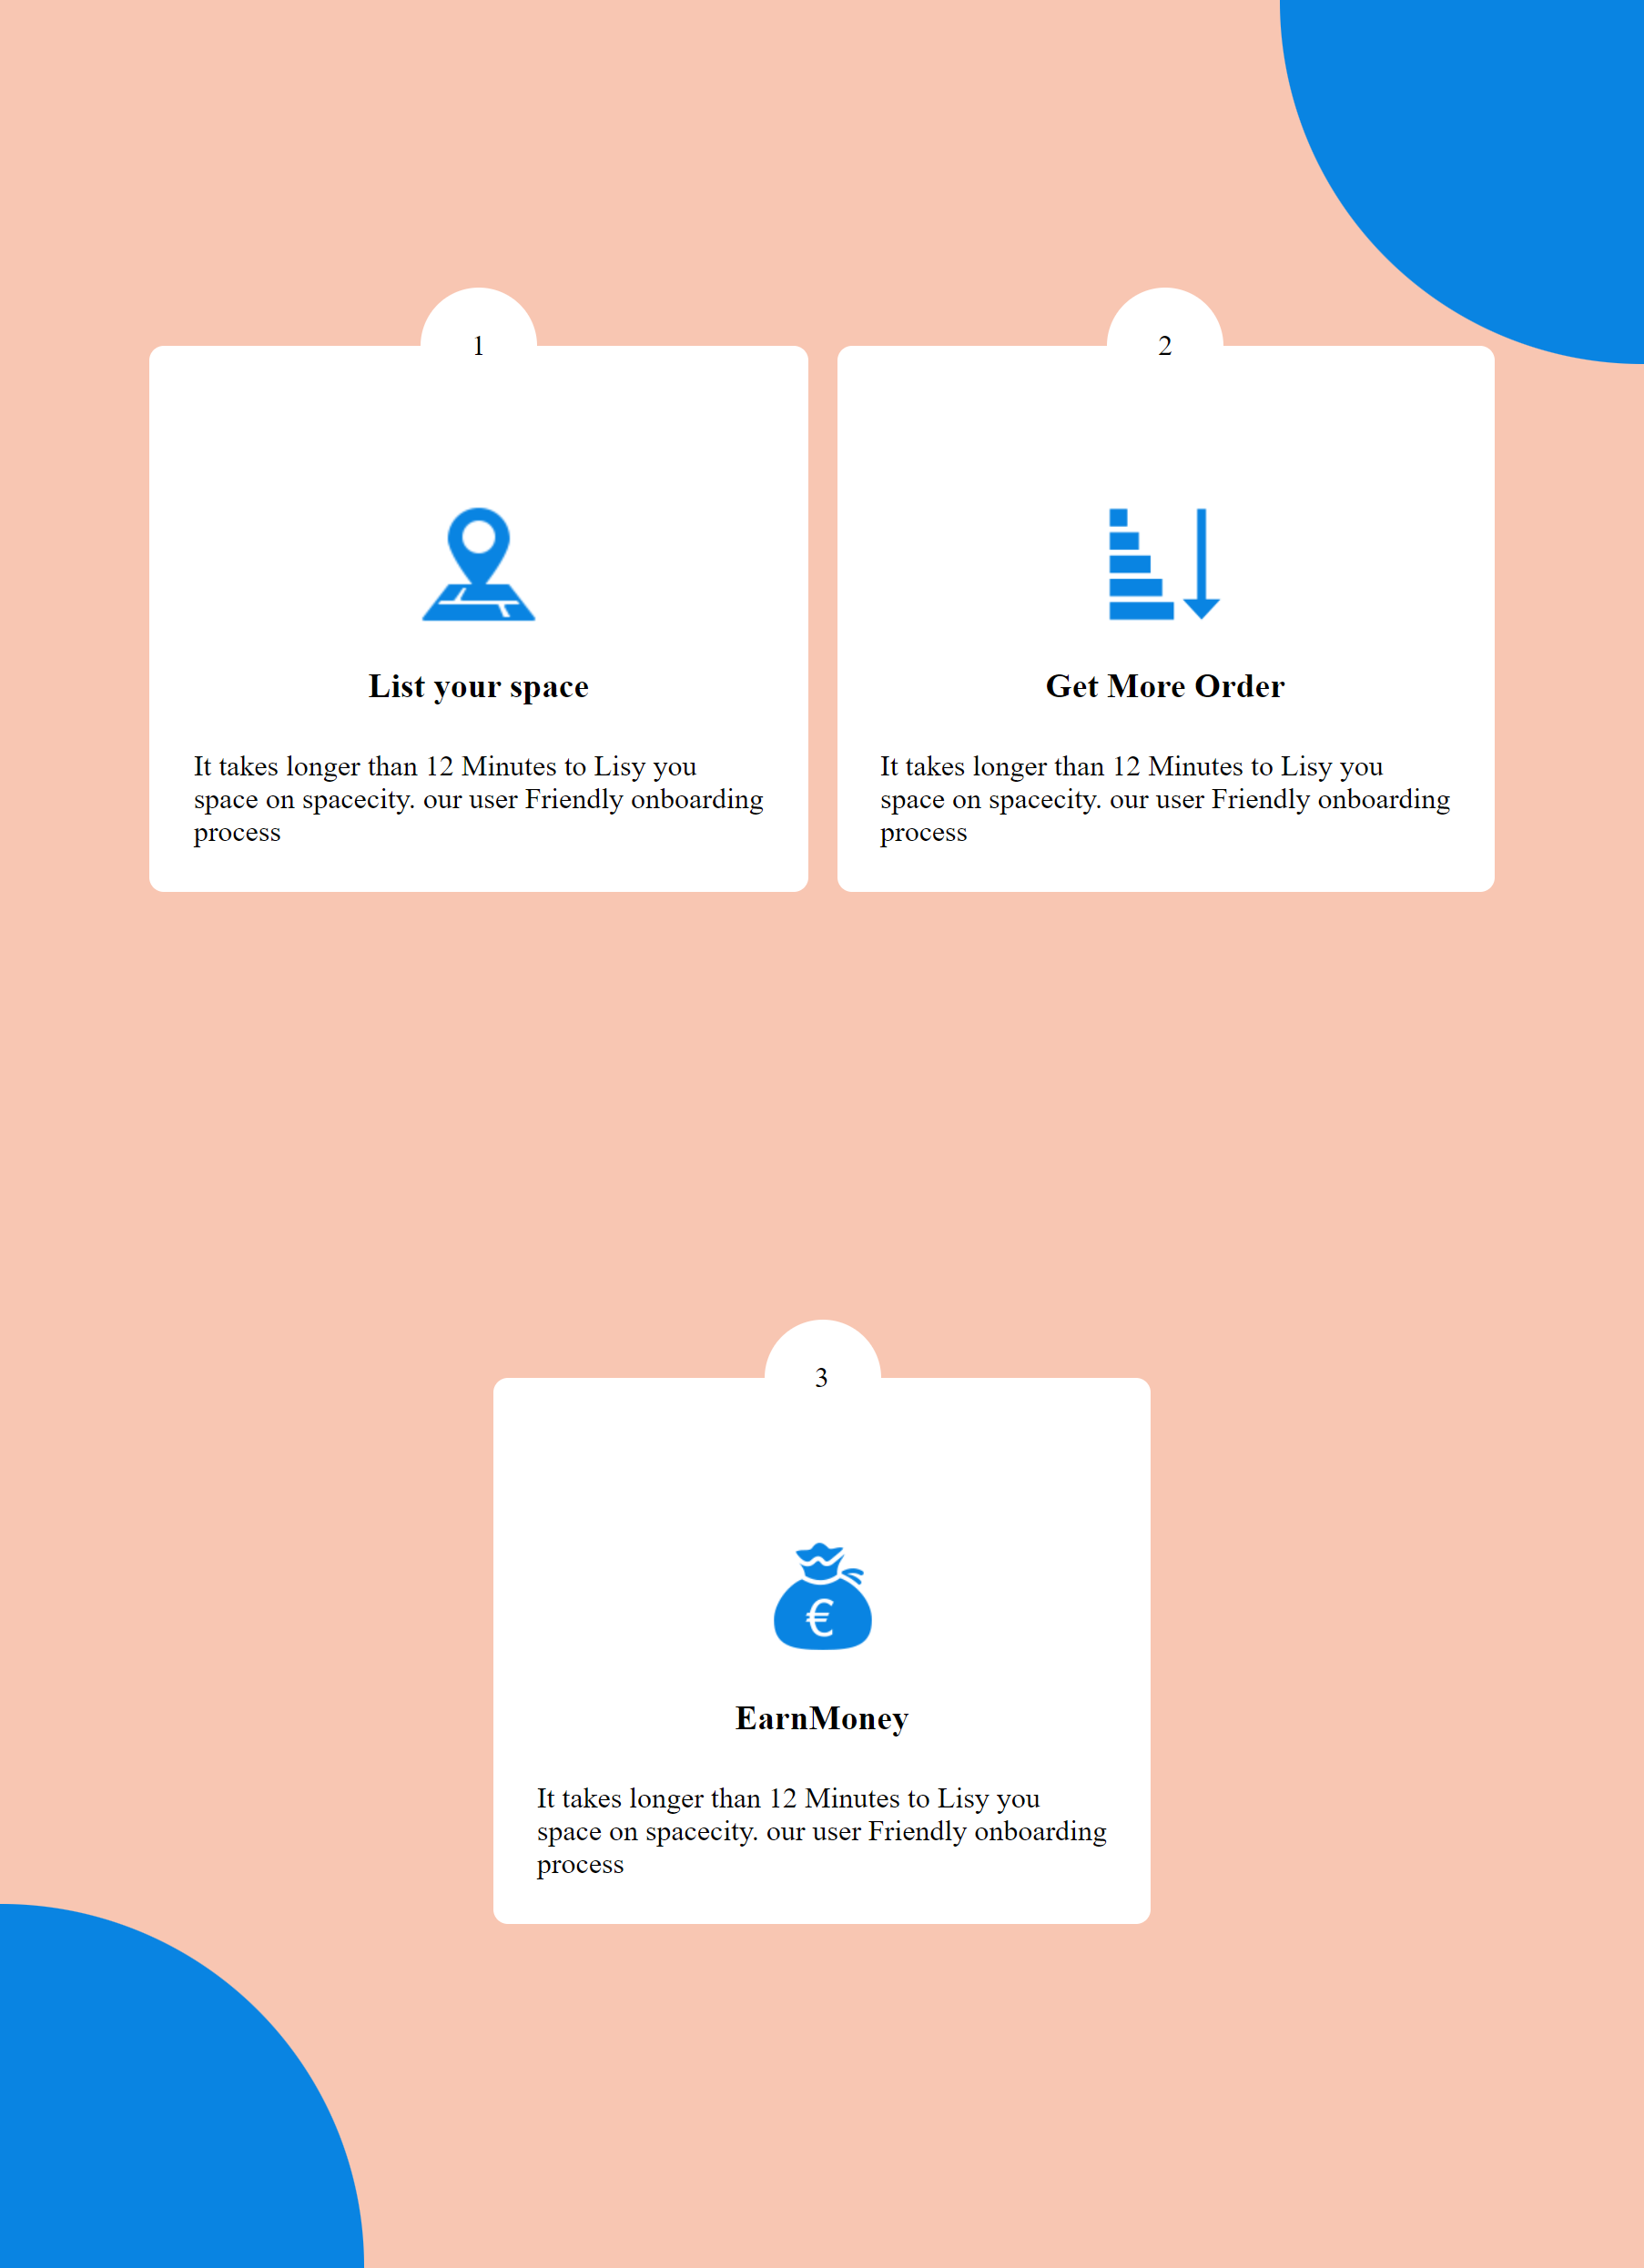 1
List your space
It takes longer than 12 Minutes to Lisy you
space on spacecity. our user Friendly onboarding
process
2
Get More Order
It takes longer than 12 Minutes to Lisy you
space on spacecity. our user Friendly onboarding
process
3
€
EarnMoney
It takes longer than 12 Minutes to Lisy you
space on spacecity. our user Friendly onboarding
process